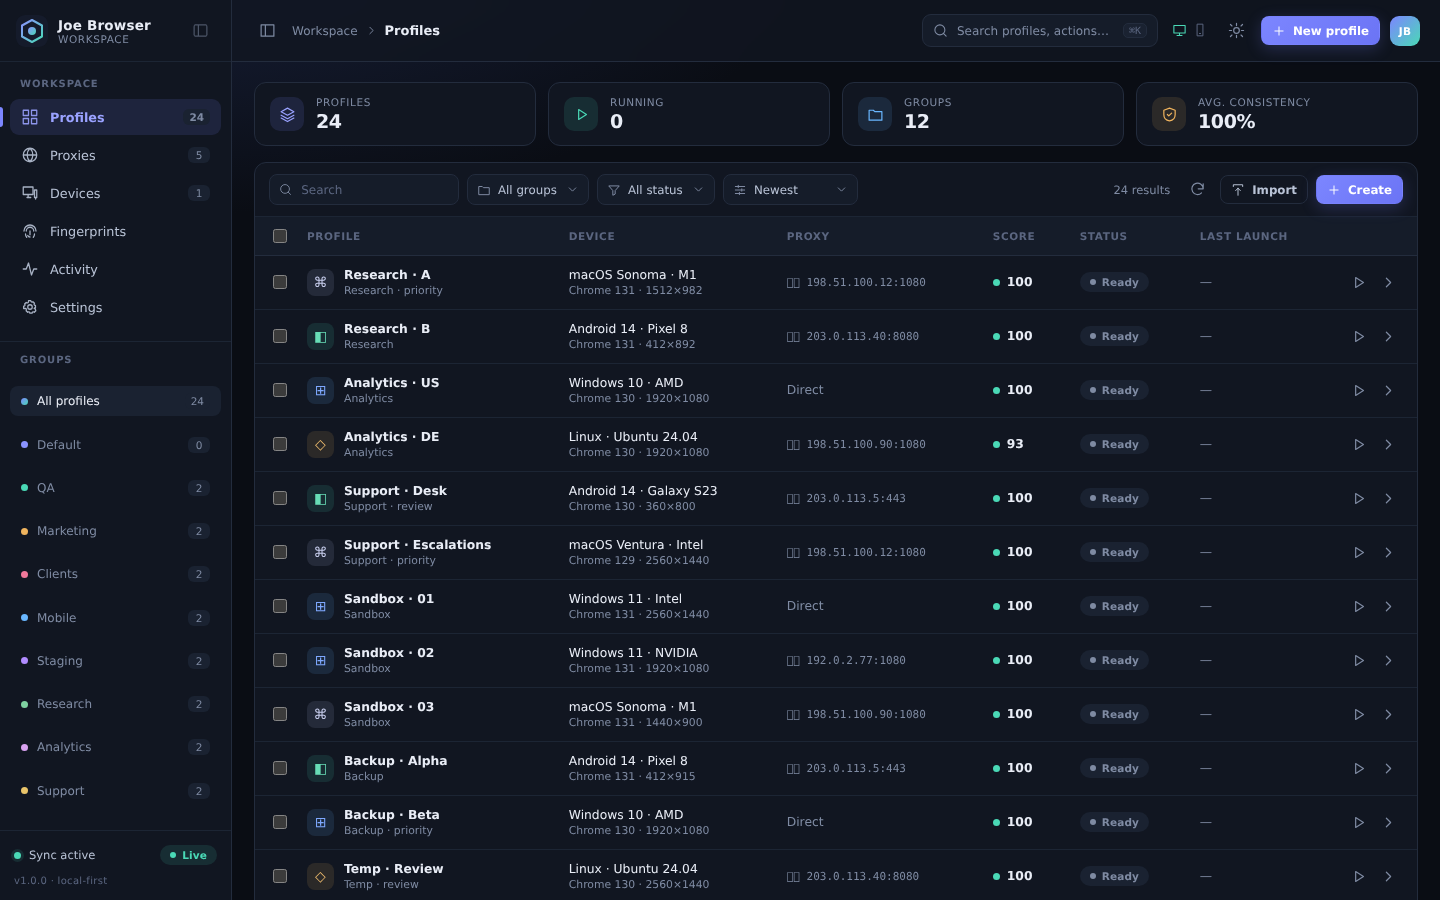 Joe Browser
WORKSPACE
Workspace
Profiles
Search profiles, actions...
⌘K
New profile
JB
WORKSPACE
Profiles 24
Proxies 5
Devices 1
Fingerprints
Activity
Settings
GROUPS
All profiles 24
Default 0
QA 2
Marketing 2
Clients 2
Mobile 2
Staging 2
Research 2
Analytics 2
Support 2
Sync active
Live
v1.0.0 · local-first
PROFILES
24
RUNNING
0
GROUPS
12
AVG. CONSISTENCY
100%
Search
All groups
All status
Newest
24 results
Import
Create
PROFILE DEVICE PROXY SCORE STATUS LAST LAUNCH
Research · A macOS Sonoma · M1 198.51.100.12:1080 100 Ready —
Research · priority Chrome 131 · 1512×982
Research · B Android 14 · Pixel 8 203.0.113.40:8080 100 Ready —
Research Chrome 131 · 412×892
Analytics · US Windows 10 · AMD Direct 100 Ready —
Analytics Chrome 130 · 1920×1080
Analytics · DE Linux · Ubuntu 24.04 198.51.100.90:1080 93 Ready —
Analytics Chrome 130 · 1920×1080
Support · Desk Android 14 · Galaxy S23 203.0.113.5:443 100 Ready —
Support · review Chrome 130 · 360×800
Support · Escalations macOS Ventura · Intel 198.51.100.12:1080 100 Ready —
Support · priority Chrome 129 · 2560×1440
Sandbox · 01 Windows 11 · Intel Direct 100 Ready —
Sandbox Chrome 131 · 2560×1440
Sandbox · 02 Windows 11 · NVIDIA 192.0.2.77:1080 100 Ready —
Sandbox Chrome 131 · 1920×1080
Sandbox · 03 macOS Sonoma · M1 198.51.100.90:1080 100 Ready —
Sandbox Chrome 131 · 1440×900
Backup · Alpha Android 14 · Pixel 8 203.0.113.5:443 100 Ready —
Backup Chrome 131 · 412×915
Backup · Beta Windows 10 · AMD Direct 100 Ready —
Backup · priority Chrome 130 · 1920×1080
Temp · Review Linux · Ubuntu 24.04 203.0.113.40:8080 100 Ready —
Temp · review Chrome 130 · 2560×1440